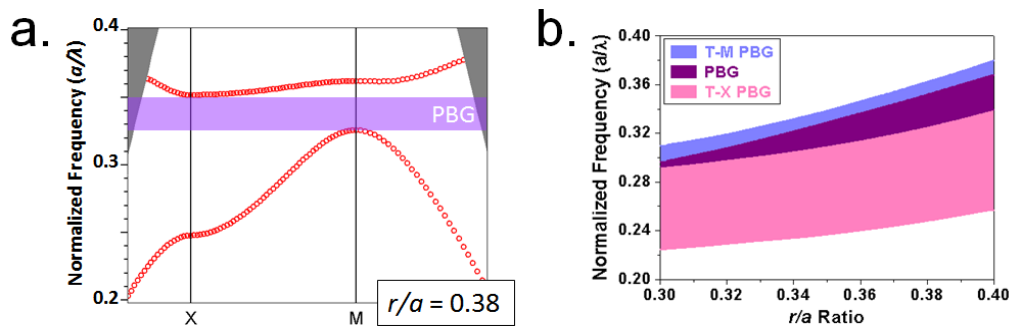 a.
Normalized Frequency (a/λ)
0.4
0.3
0.2
PBG
X
M
r/a = 0.38
b.
Normalized Frequency (a/λ)
0.40
0.36
0.32
0.28
0.24
0.20
T-M PBG
PBG
T-X PBG
0.30 0.32 0.34 0.36 0.38 0.40
r/a Ratio